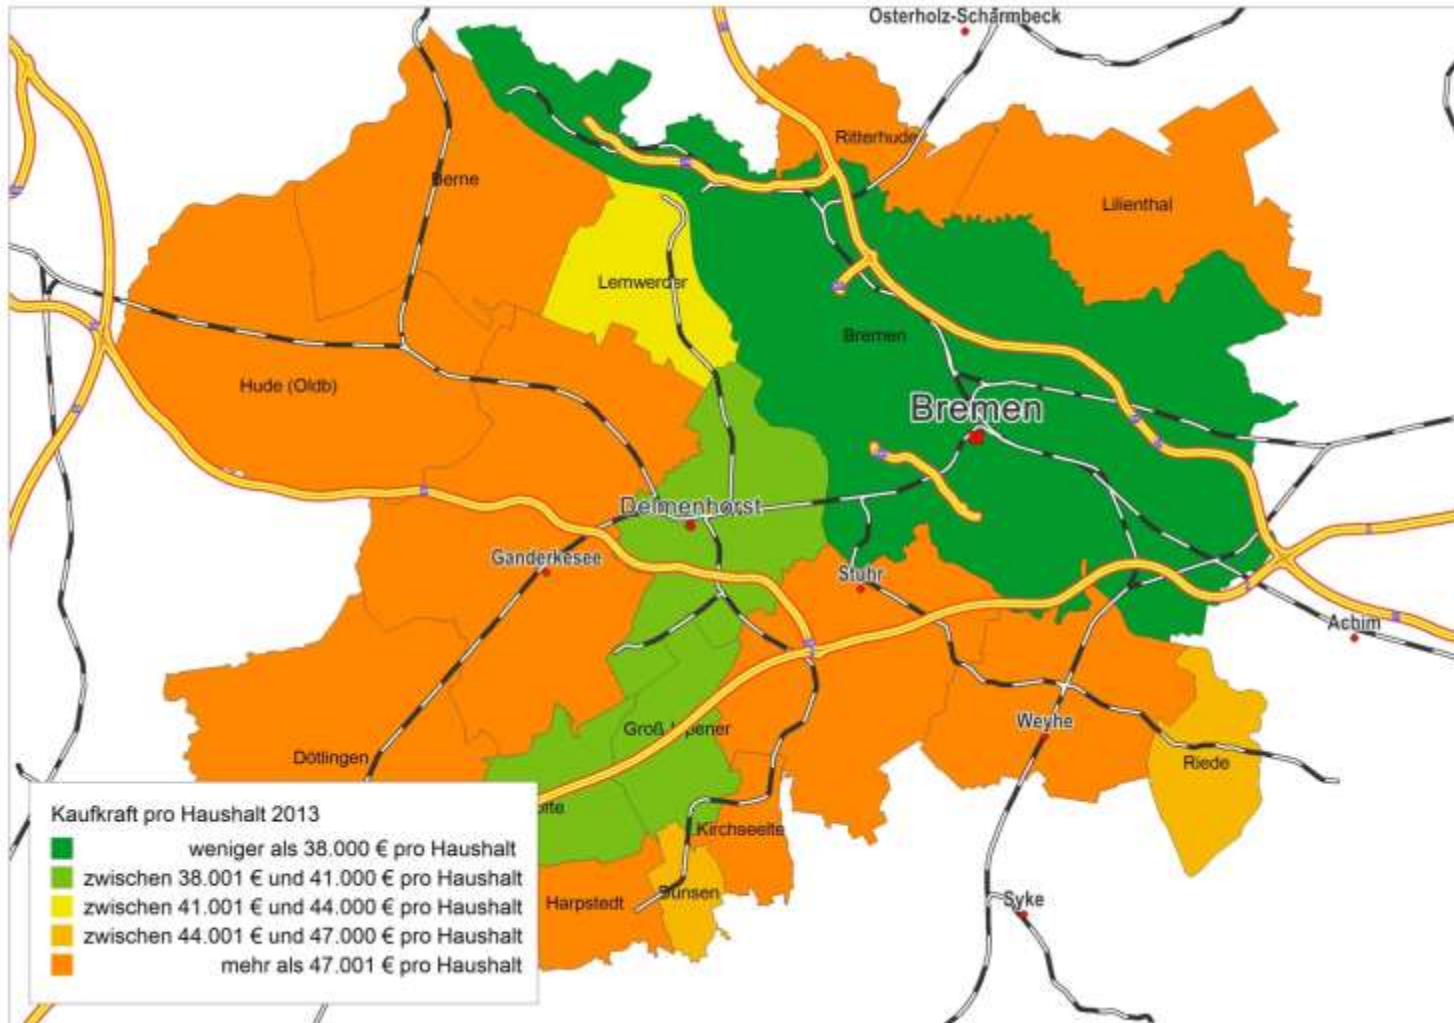 Osterholz-Scharmbeck
Ritterhude
Berne
Lilienthal
Lemwerder
Bremen
Hude (Oldb)
Bremen
Delmenhorst
Ganderkesee
Stuhr
Achim
Weyhe
Groß Ippener
Dötlingen
Riede
Kirchseelte
Harpstedt
Dünsen
Syke
Kaufkraft pro Haushalt 2013
weniger als 38.000 € pro Haushalt
zwischen 38.001 € und 41.000 € pro Haushalt
zwischen 41.001 € und 44.000 € pro Haushalt
zwischen 44.001 € und 47.000 € pro Haushalt
mehr als 47.001 € pro Haushalt